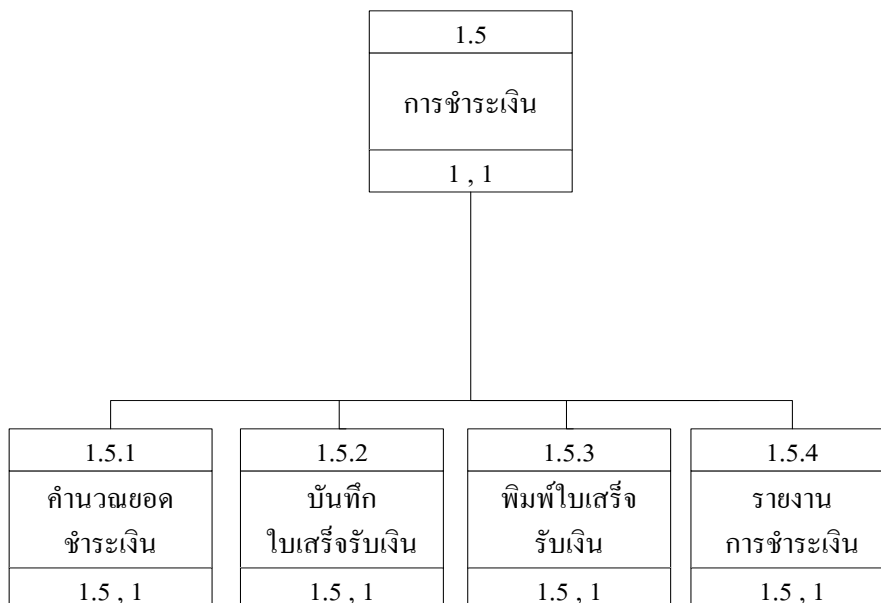 1.5
การชำระเงิน
1 , 1
1.5.1
คำนวณยอด
ชำระเงิน
1.5 , 1
1.5.2
บันทึก
ใบเสร็จรับเงิน
1.5 , 1
1.5.3
พิมพ์ใบเสร็จ
รับเงิน
1.5 , 1
1.5.4
รายงาน
การชำระเงิน
1.5 , 1